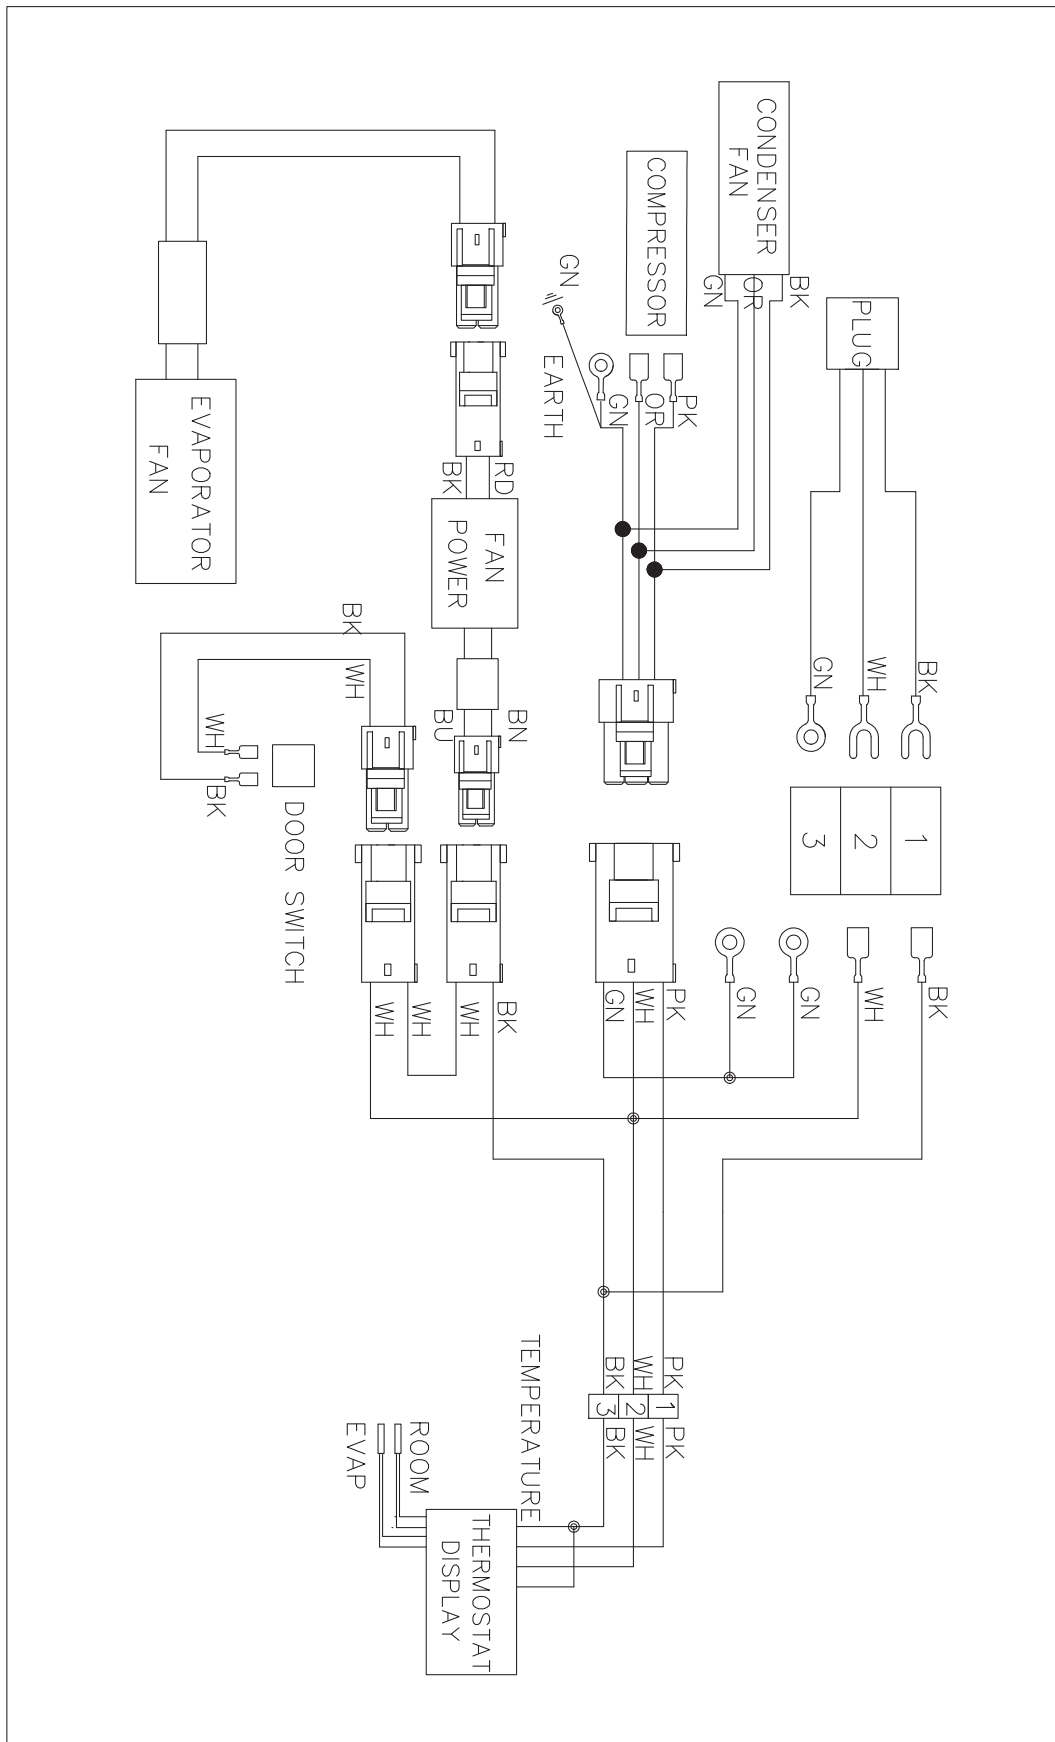 CONDENSER
FAN
BK
OR
GN
PLUG
BK
WH
GN
1
2
3
BK
WH
GN
GN
COMPRESSOR
PK
OR
GN
GN
EARTH
PK
WH
GN
PK 1 PK
WH 2 WH
BK 3 BK
TEMPERATURE
RD
BK
FAN
POWER
BN
BU
BK
WH
WH
WH
THERMOSTAT
DISPLAY
ROOM
EVAP
BK
WH
DOOR SWITCH
WH
BK
EVAPORATOR
FAN